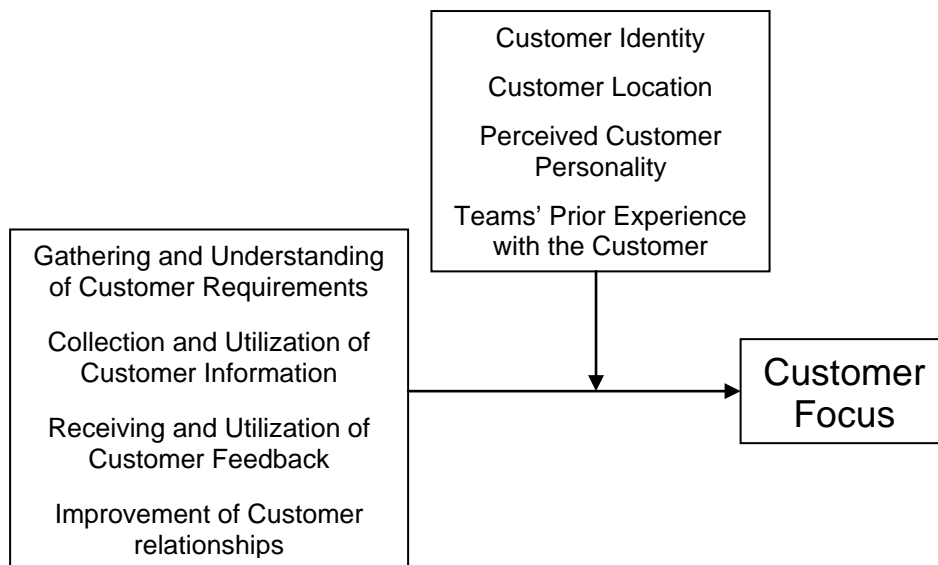 Customer Identity
Customer Location
Perceived Customer
Personality
Teams’ Prior Experience
with the Customer
Gathering and Understanding
of Customer Requirements
Collection and Utilization of
Customer Information
Receiving and Utilization of
Customer Feedback
Improvement of Customer
relationships
Customer
Focus